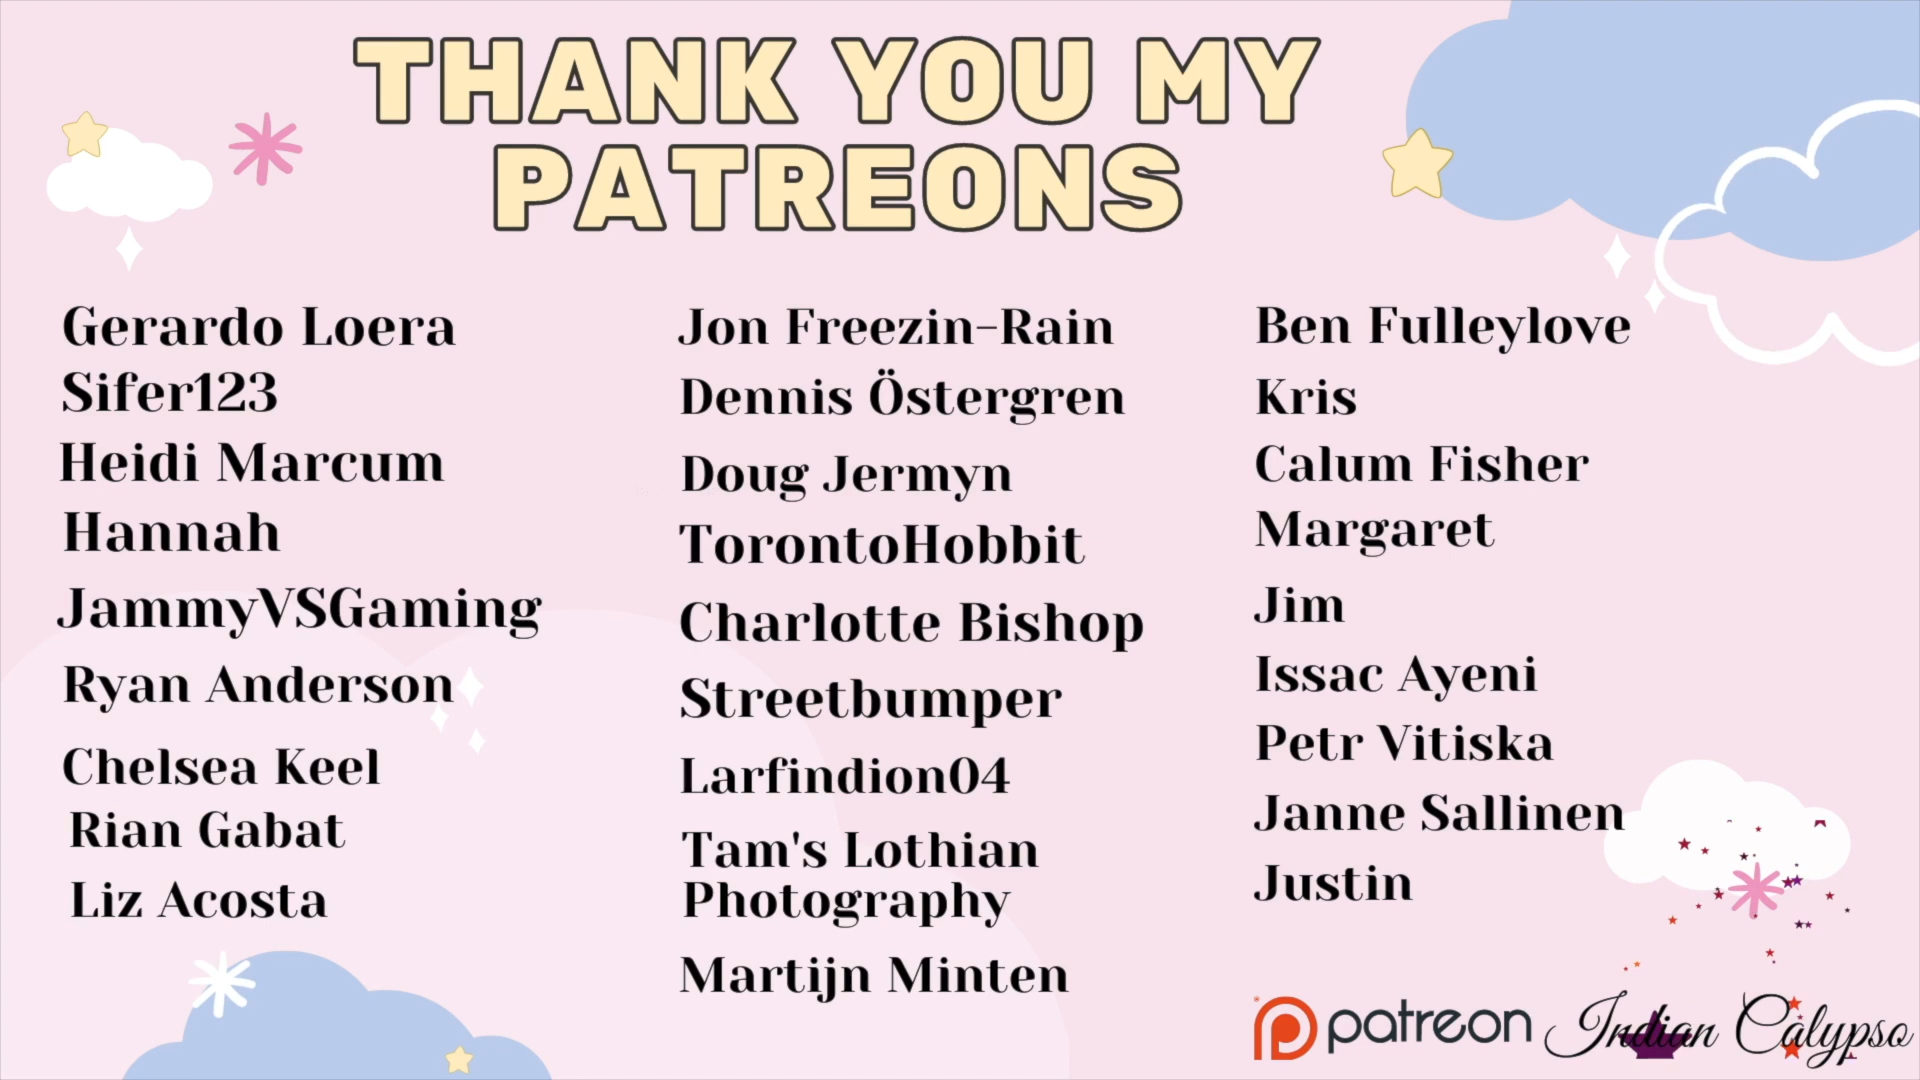 THANK YOU MY
PATREONS
Gerardo Loera
Sifer123
Heidi Marcum
Hannah
JammyVSGaming
Ryan Anderson
Chelsea Keel
Rian Gabat
Liz Acosta
Jon Freezin-Rain
Dennis Östergren
Doug Jermyn
TorontoHobbit
Charlotte Bishop
Streetbumper
Larfindion04
Tam's Lothian
Photography
Martijn Minten
Ben Fulleylove
Kris
Calum Fisher
Margaret
Jim
Issac Ayeni
Petr Vitiska
Janne Sallinen
Justin
patreon
Indian Calypso